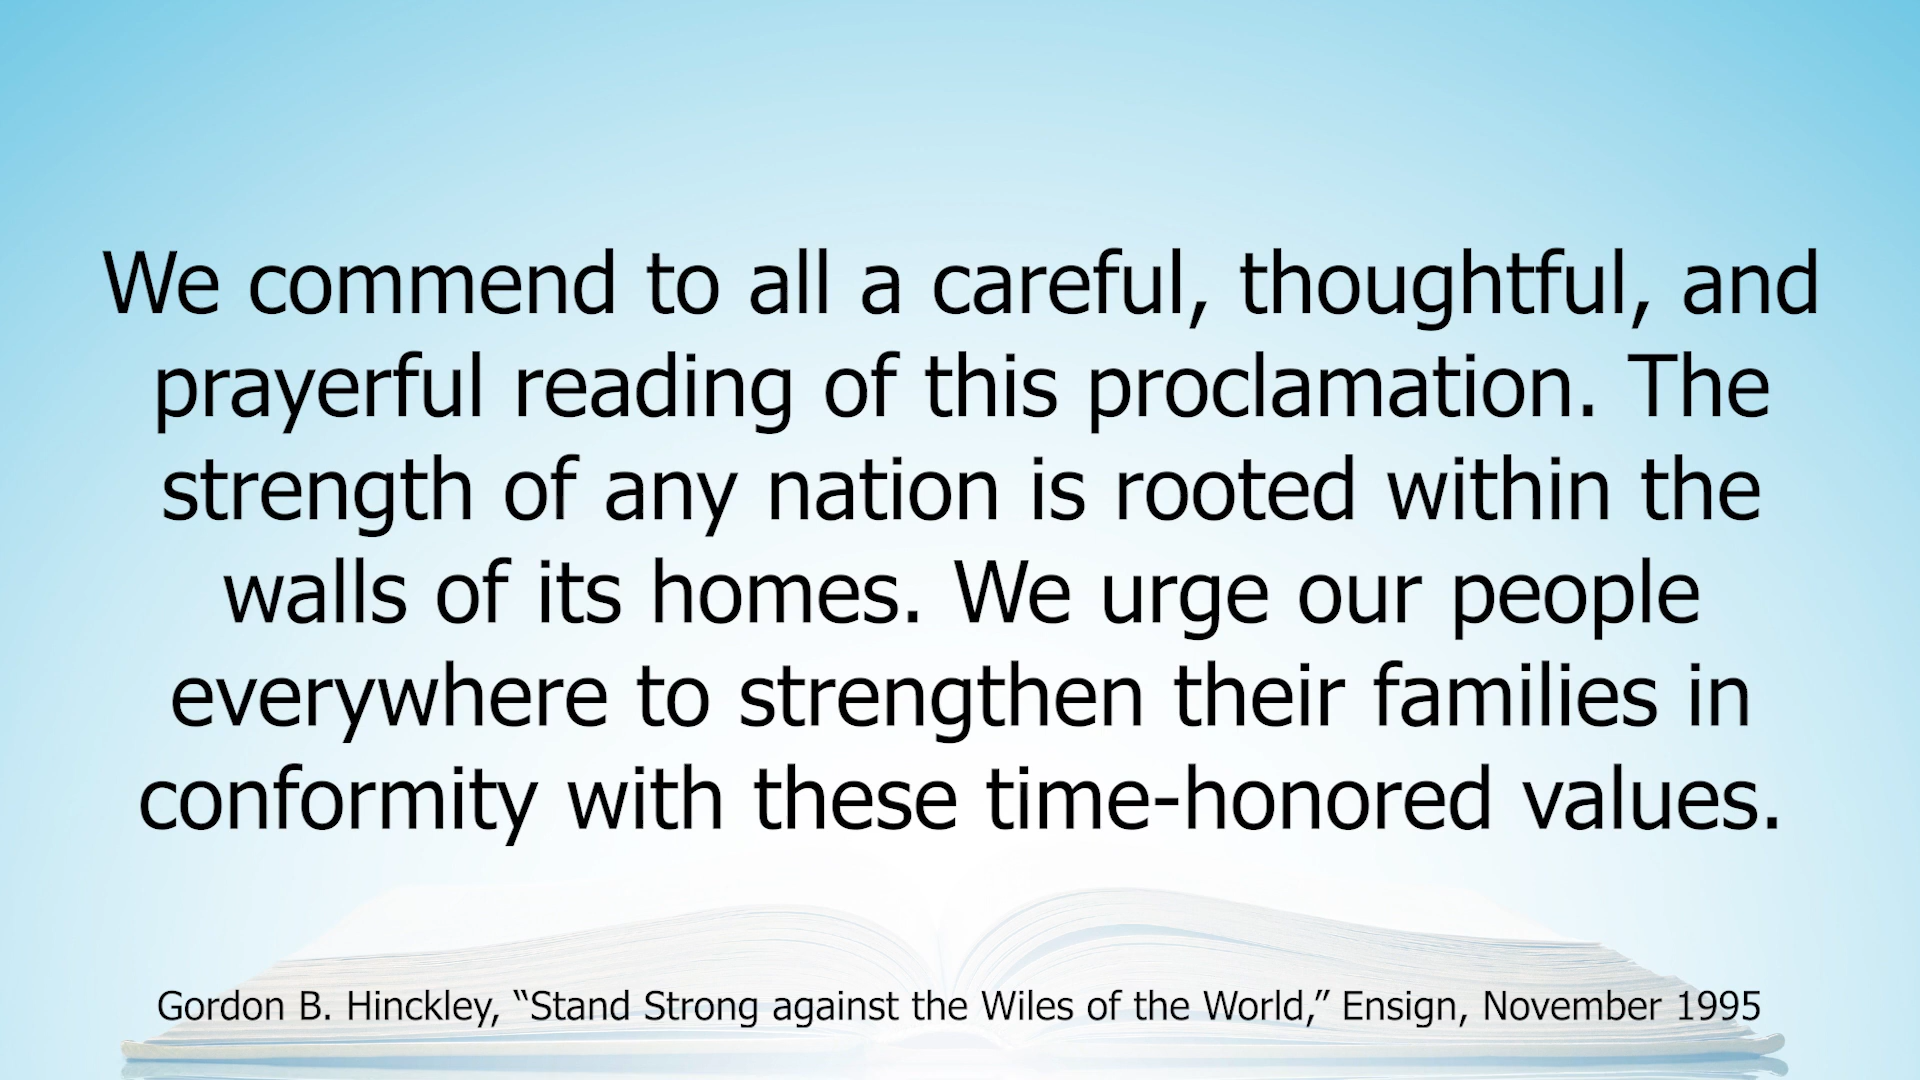 We commend to all a careful, thoughtful, and
prayerful reading of this proclamation. The
strength of any nation is rooted within the
walls of its homes. We urge our people
everywhere to strengthen their families in
conformity with these time-honored values.
Gordon B. Hinckley, “Stand Strong against the Wiles of the World,” Ensign, November 1995